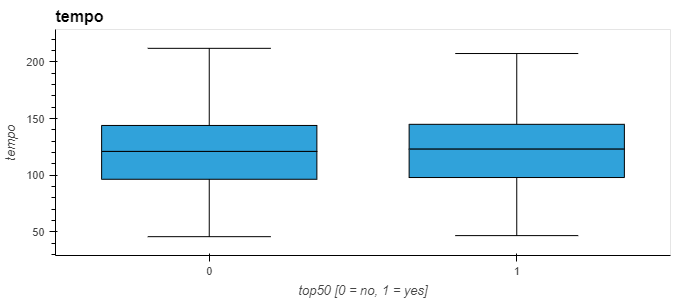 tempo
200
150
100
50
tempo
0 1
top50 [0 = no, 1 = yes]